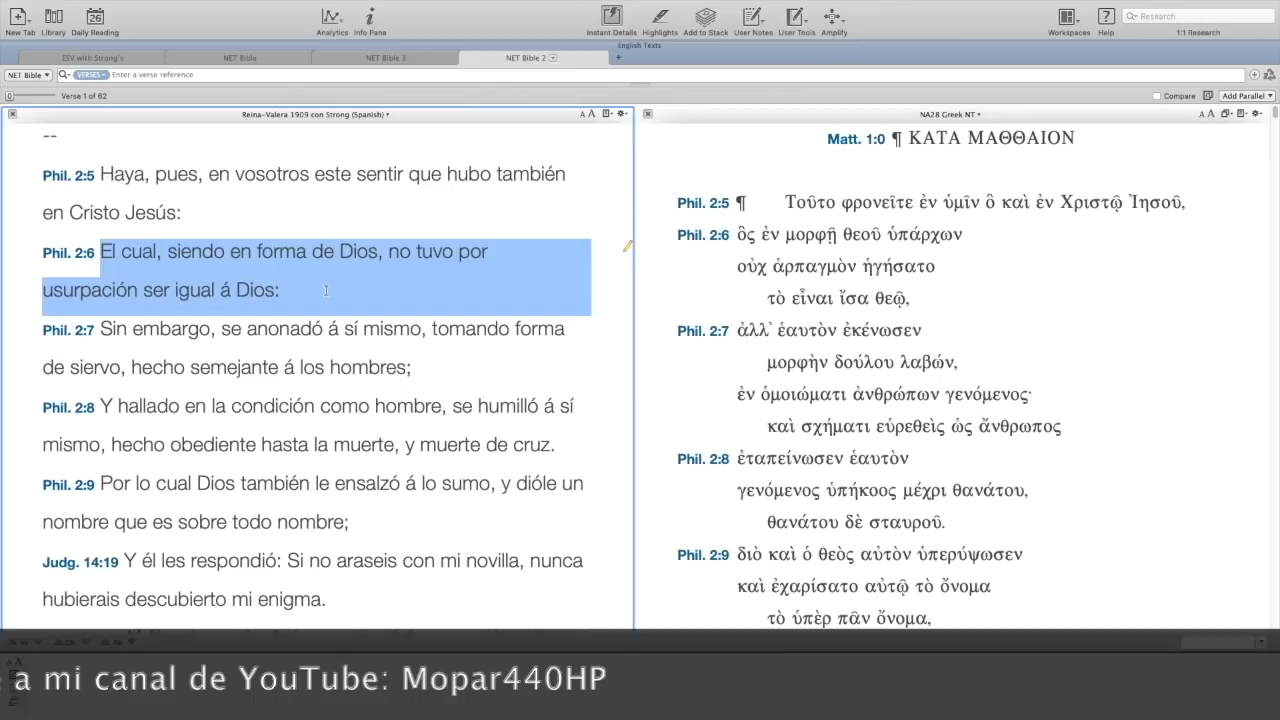 New Tab Library Daily Reading Analytics Info Pane Instant Details Highlights Add to Stack User Notes User Tools Amplify Workspaces Help Research 1:1 Research
26
English Texts
ESV with Strong's NET Bible NET Bible 3 NET Bible 2 +
NET Bible VERSES Enter a verse reference
0 Verse 1 of 62 Compare Add Parallel
Reina-Valera 1909 con Strong (Spanish)
--
Phil. 2:5 Haya, pues, en vosotros este sentir que hubo también
en Cristo Jesús:
Phil. 2:6 El cual, siendo en forma de Dios, no tuvo por
usurpación ser igual á Dios:
Phil. 2:7 Sin embargo, se anonadó á sí mismo, tomando forma
de siervo, hecho semejante á los hombres;
Phil. 2:8 Y hallado en la condición como hombre, se humilló á sí
mismo, hecho obediente hasta la muerte, y muerte de cruz.
Phil. 2:9 Por lo cual Dios también le ensalzó á lo sumo, y dióle un
nombre que es sobre todo nombre;
Judg. 14:19 Y él les respondió: Si no araseis con mi novilla, nunca
hubierais descubierto mi enigma.
NA28 Greek NT
Matt. 1:0 ¶ ΚΑΤΑ ΜΑΘΘΑΙΟΝ
Phil. 2:5 ¶ Τοῦτο φρονεῖτε ἐν ὑμῖν ὃ καὶ ἐν Χριστῷ Ἰησοῦ,
Phil. 2:6 ὃς ἐν μορφῇ θεοῦ ὑπάρχων
οὐχ ἁρπαγμὸν ἡγήσατο
τὸ εἶναι ἴσα θεῷ,
Phil. 2:7 ἀλλ᾽ ἑαυτὸν ἐκένωσεν
μορφὴν δούλου λαβών,
ἐν ὁμοιώματι ἀνθρώπων γενόμενος·
καὶ σχήματι εὑρεθεὶς ὡς ἄνθρωπος
Phil. 2:8 ἐταπείνωσεν ἑαυτὸν
γενόμενος ὑπήκοος μέχρι θανάτου,
θανάτου δὲ σταυροῦ.
Phil. 2:9 διὸ καὶ ὁ θεὸς αὐτὸν ὑπερύψωσεν
καὶ ἐχαρίσατο αὐτῷ τὸ ὄνομα
τὸ ὑπὲρ πᾶν ὄνομα,
a mi canal de YouTube: Mopar440HP